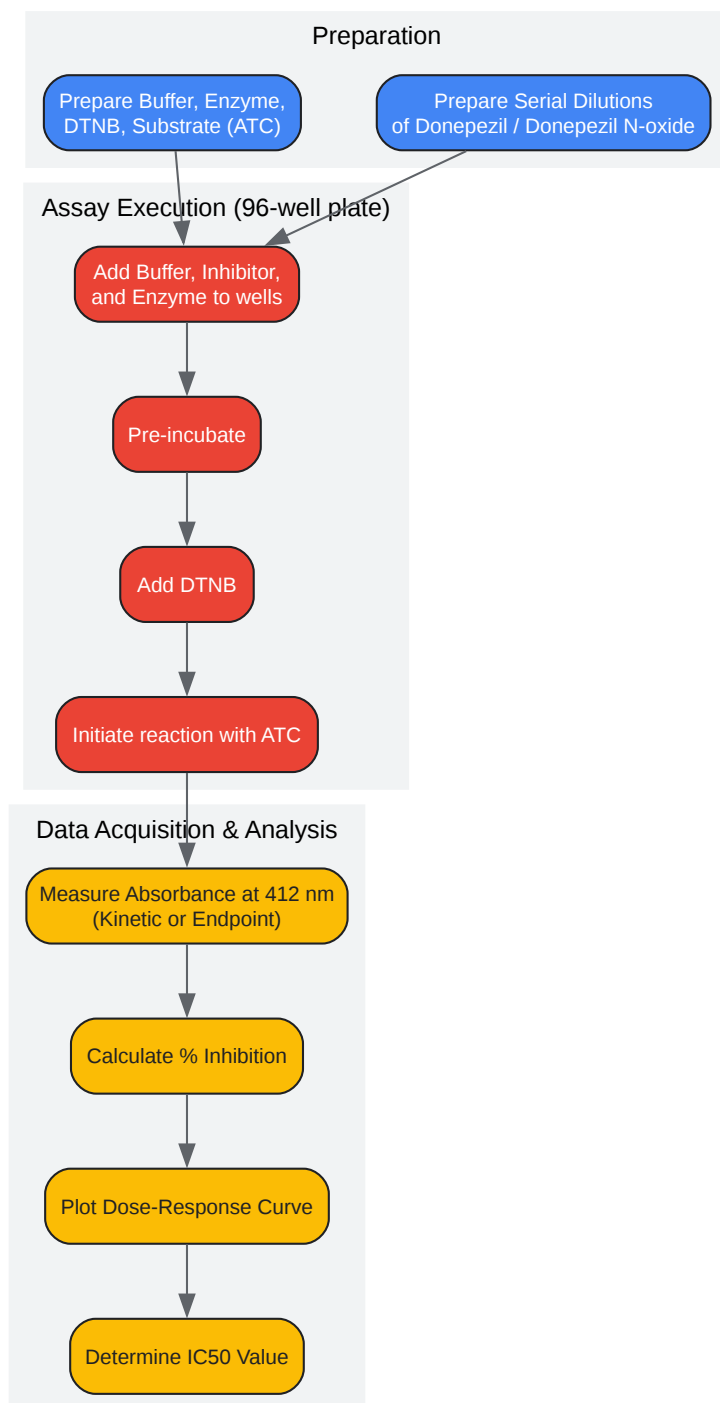 Preparation
Prepare Buffer, Enzyme,
DTNB, Substrate (ATC)
Prepare Serial Dilutions
of Donepezil / Donepezil N-oxide
Assay Execution (96-well plate)
Add Buffer, Inhibitor,
and Enzyme to wells
Pre-incubate
Add DTNB
Initiate reaction with ATC
Data Acquisition & Analysis
Measure Absorbance at 412 nm
(Kinetic or Endpoint)
Calculate % Inhibition
Plot Dose-Response Curve
Determine IC50 Value